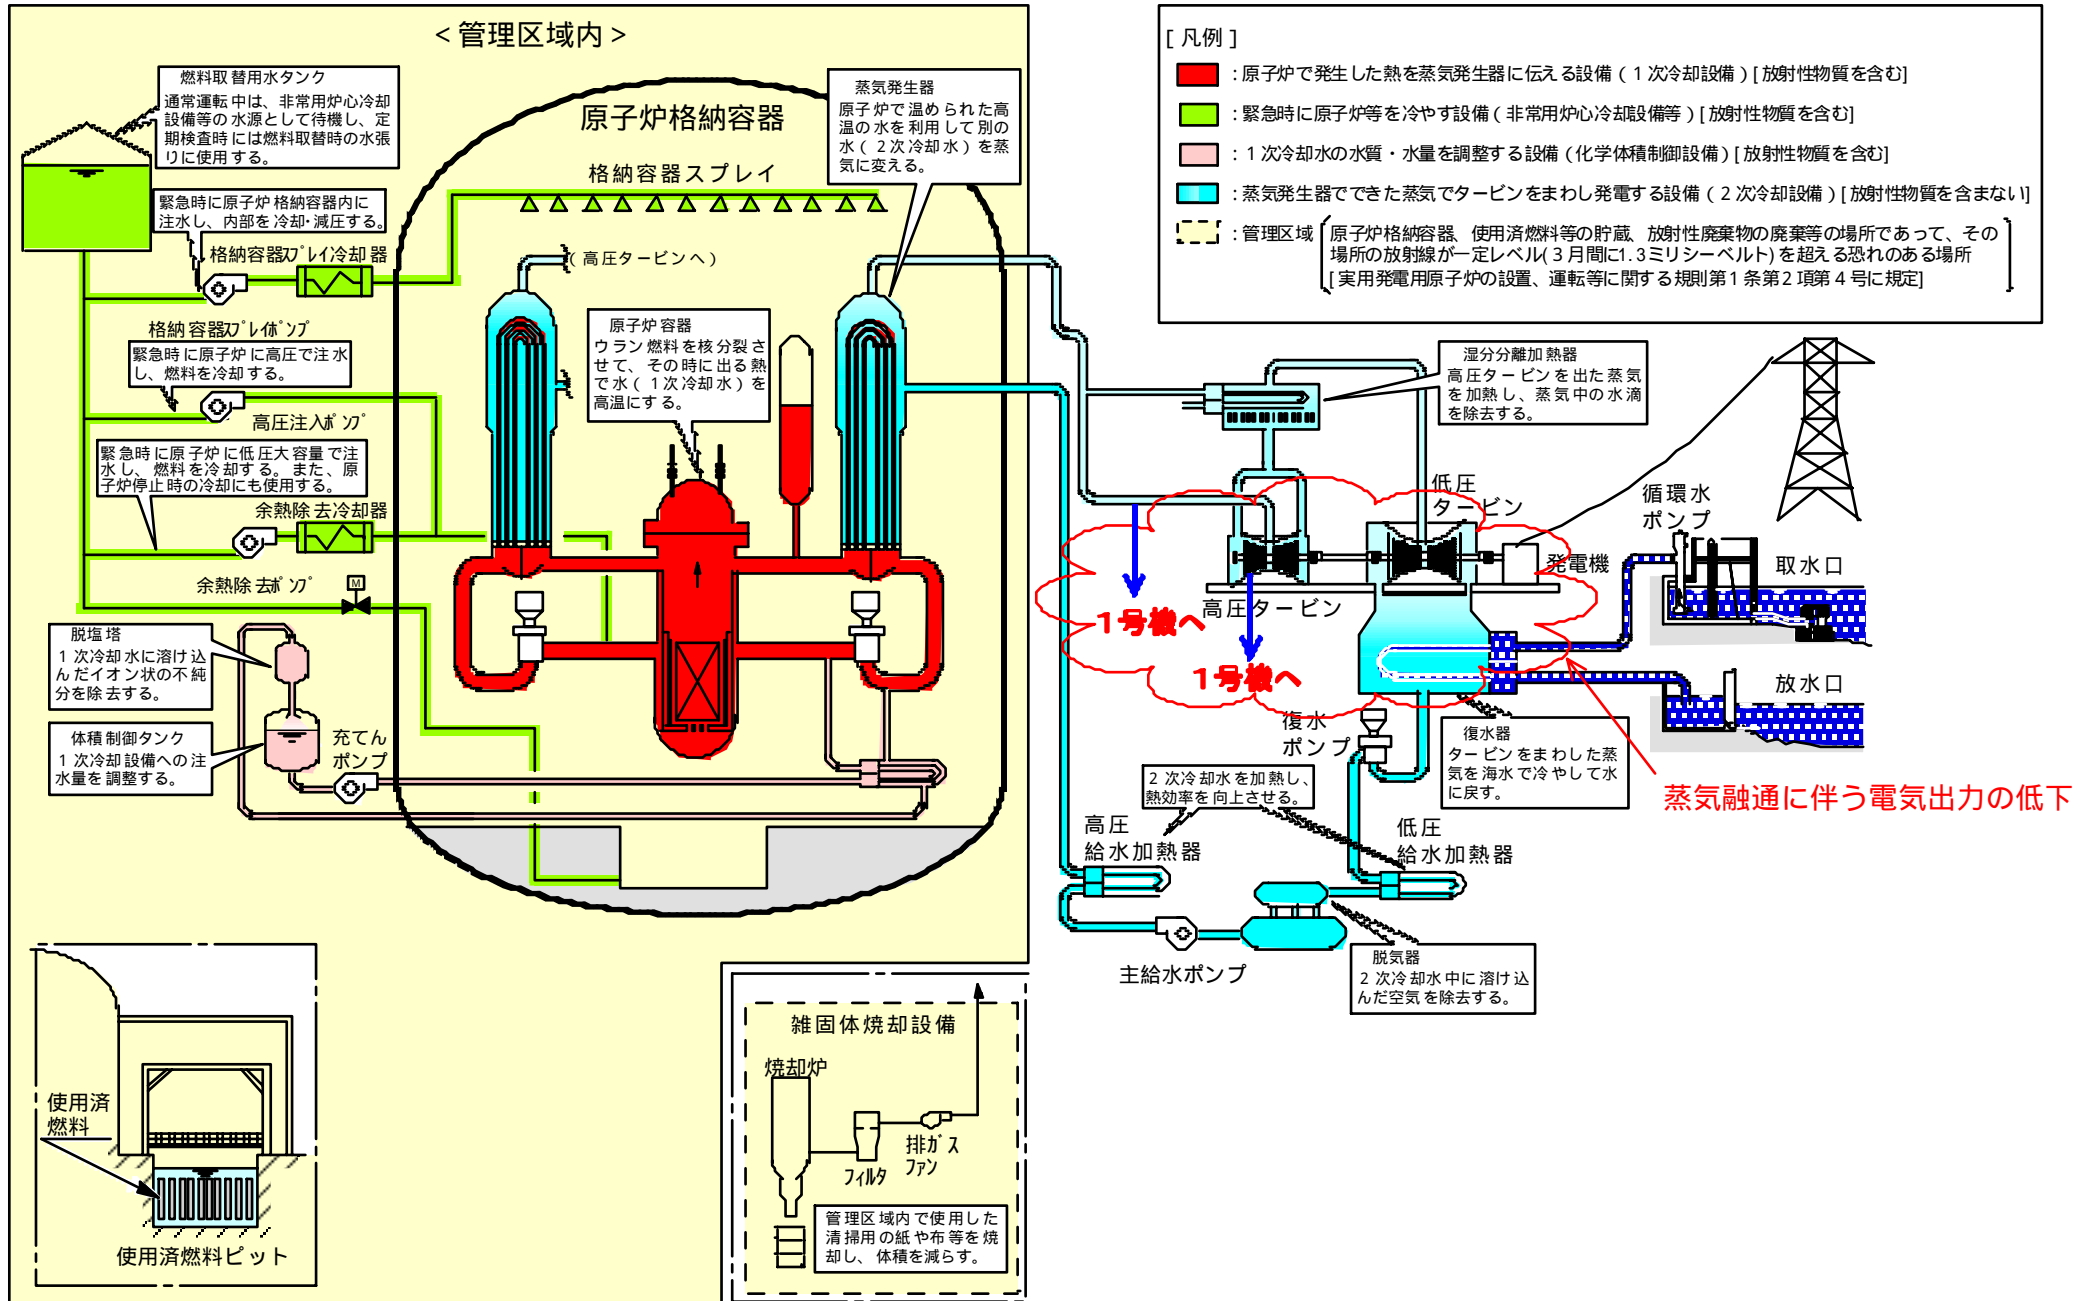 ＜管理区域内＞
燃料取替用水タンク
通常運転中は、非常用炉心冷却
設備等の水源として待機し、定
期検査時には燃料取替時の水張
りに使用する。
緊急時に原子炉格納容器内に
注水し、内部を冷却・減圧する。
格納容器ｽﾌﾟﾚｲ冷却器
格納容器ｽﾌﾟﾚｲﾎﾟﾝﾌﾟ
緊急時に原子炉に高圧で注水
し、燃料を冷却する。
高圧注入ﾎﾟﾝﾌﾟ
緊急時に原子炉に低圧大容量で注
水し、燃料を冷却する。また、原
子炉停止時の冷却にも使用する。
余熱除去冷却器
余熱除去ﾎﾟﾝﾌﾟ
M
脱塩塔
１次冷却水に溶け込
んだイオン状の不純
分を除去する。
体積制御タンク
１次冷却設備への注
水量を調整する。
充てん
ポンプ
原子炉格納容器
格納容器スプレイ
蒸気発生器
原子炉で温められた高
温の水を利用して別の
水（２次冷却水）を蒸
気に変える。
（高圧タービンへ）
原子炉容器
ウラン燃料を核分裂さ
せて、その時に出る熱
で水（１次冷却水）を
高温にする。
[凡例]
：原子炉で発生した熱を蒸気発生器に伝える設備（１次冷却設備）[放射性物質を含む]
：緊急時に原子炉等を冷やす設備（非常用炉心冷却設備等）[放射性物質を含む]
：１次冷却水の水質・水量を調整する設備（化学体積制御設備）[放射性物質を含む]
：蒸気発生器でできた蒸気でタービンをまわし発電する設備（２次冷却設備）[放射性物質を含まない]
：管理区域
原子炉格納容器、使用済燃料等の貯蔵、放射性廃棄物の廃棄等の場所であって、その
場所の放射線が一定レベル(３月間に1.3ミリシーベルト)を超える恐れのある場所
[実用発電用原子炉の設置、運転等に関する規則第１条第２項第４号に規定]
湿分分離加熱器
高圧タービンを出た蒸気
を加熱し、蒸気中の水滴
を除去する。
低圧
タービン
発電機
高圧タービン
1号機へ
1号機へ
循環水
ポンプ
取水口
放水口
復水
ポンプ
復水器
タービンをまわした蒸
気を海水で冷やして水
に戻す。
蒸気融通に伴う電気出力の低下
２次冷却水を加熱し、
熱効率を向上させる。
高圧
給水加熱器
低圧
給水加熱器
主給水ポンプ
脱気器
２次冷却水中に溶け込
んだ空気を除去する。
使用済
燃料
使用済燃料ピット
雑固体焼却設備
焼却炉
フィルタ
排ｶﾞｽ
ﾌｧﾝ
管理区域内で使用した
清掃用の紙や布等を焼
却し、体積を減らす。